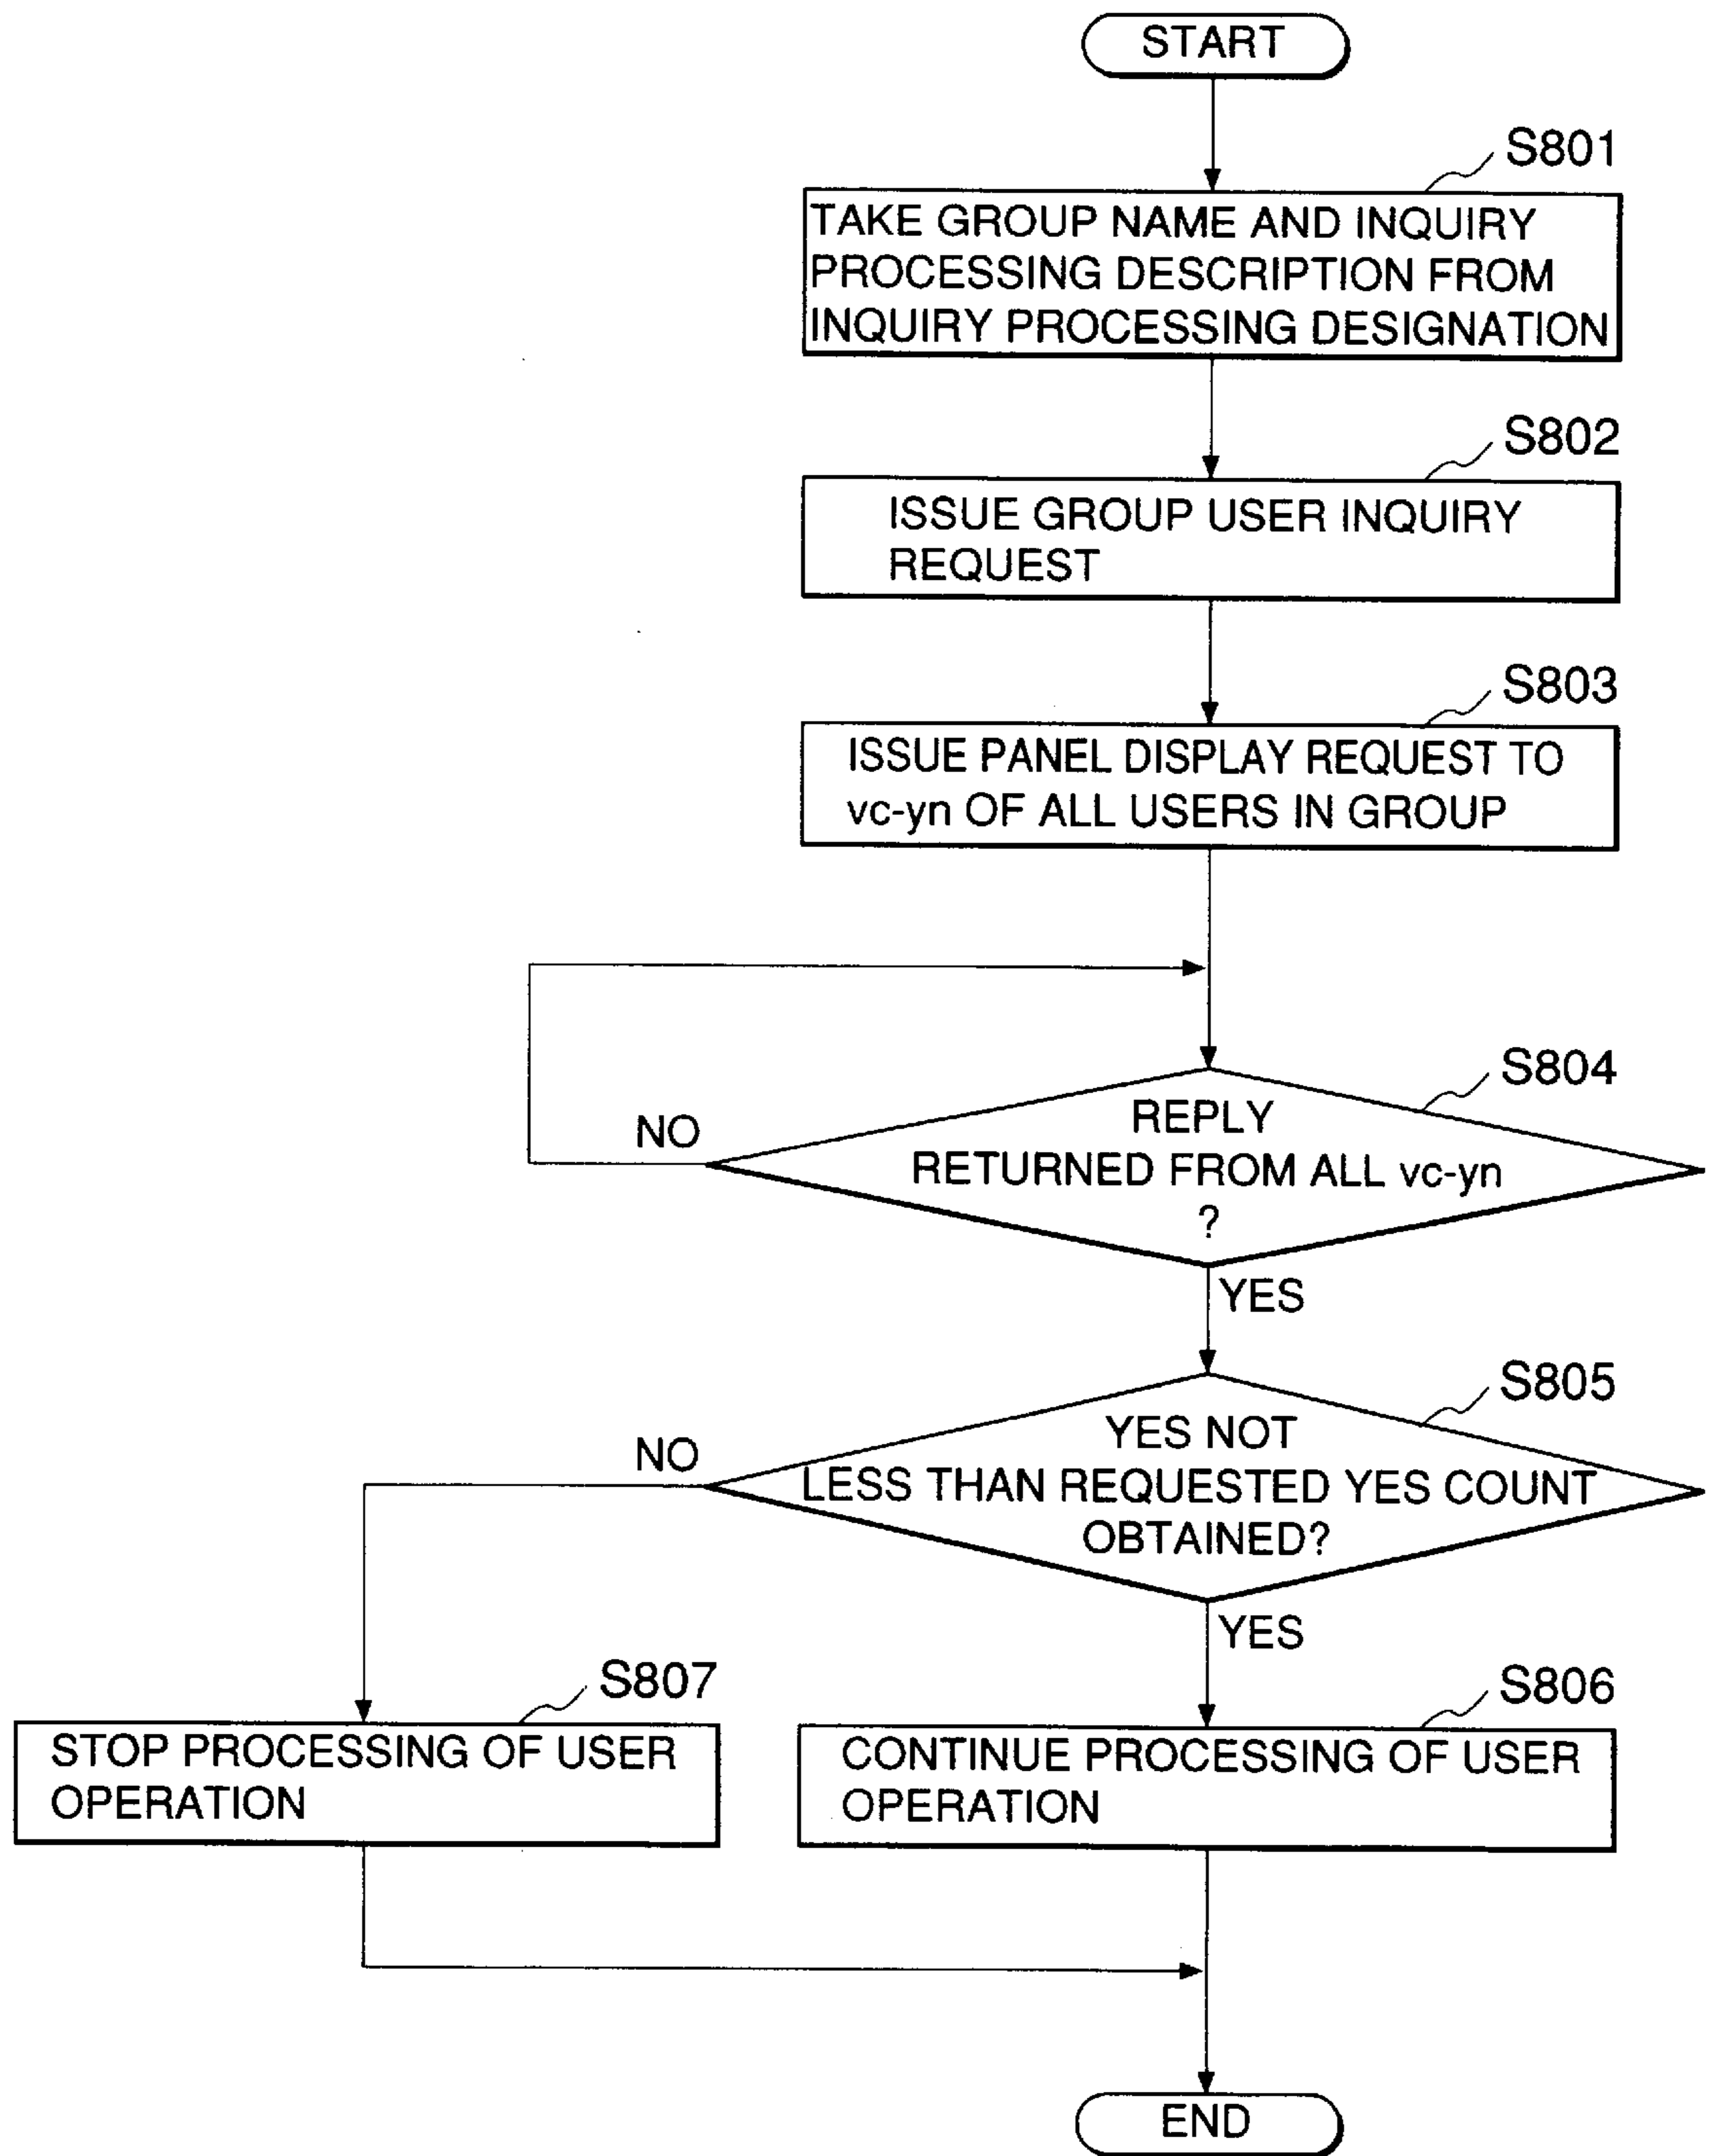 START
S801
TAKE GROUP NAME AND INQUIRY
PROCESSING DESCRIPTION FROM
INQUIRY PROCESSING DESIGNATION
S802
ISSUE GROUP USER INQUIRY
REQUEST
S803
ISSUE PANEL DISPLAY REQUEST TO
vc-yn OF ALL USERS IN GROUP
S804
NO
REPLY
RETURNED FROM ALL vc-yn
?
YES
S805
NO
YES NOT
LESS THAN REQUESTED YES COUNT
OBTAINED?
YES
S807
STOP PROCESSING OF USER
OPERATION
S806
CONTINUE PROCESSING OF USER
OPERATION
END